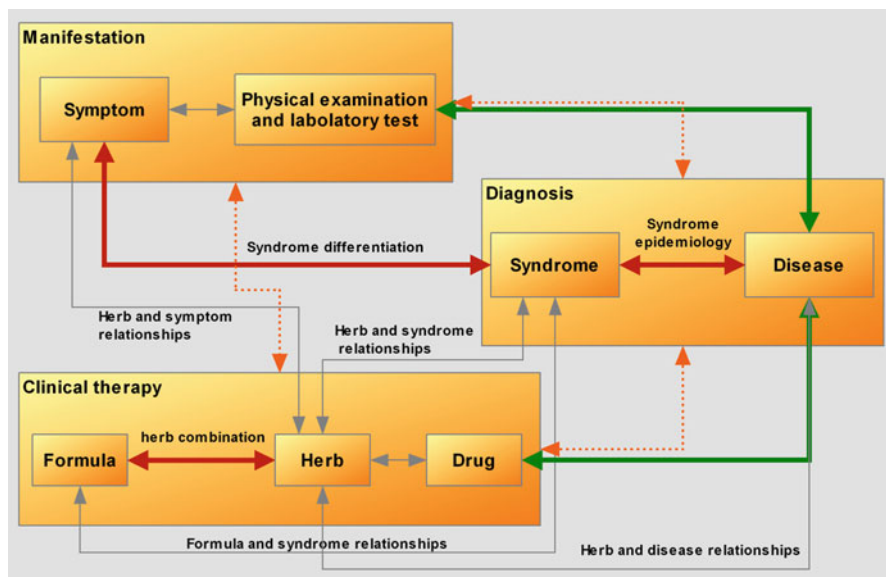 Manifestation
Symptom
Physical examination
and labolatory test
Diagnosis
Syndrome
epidemiology
Syndrome differentiation
Syndrome
Disease
Herb and symptom
relationships
Herb and syndrome
relationships
Clinical therapy
herb combination
Formula
Herb
Drug
Formula and syndrome relationships
Herb and disease relationships